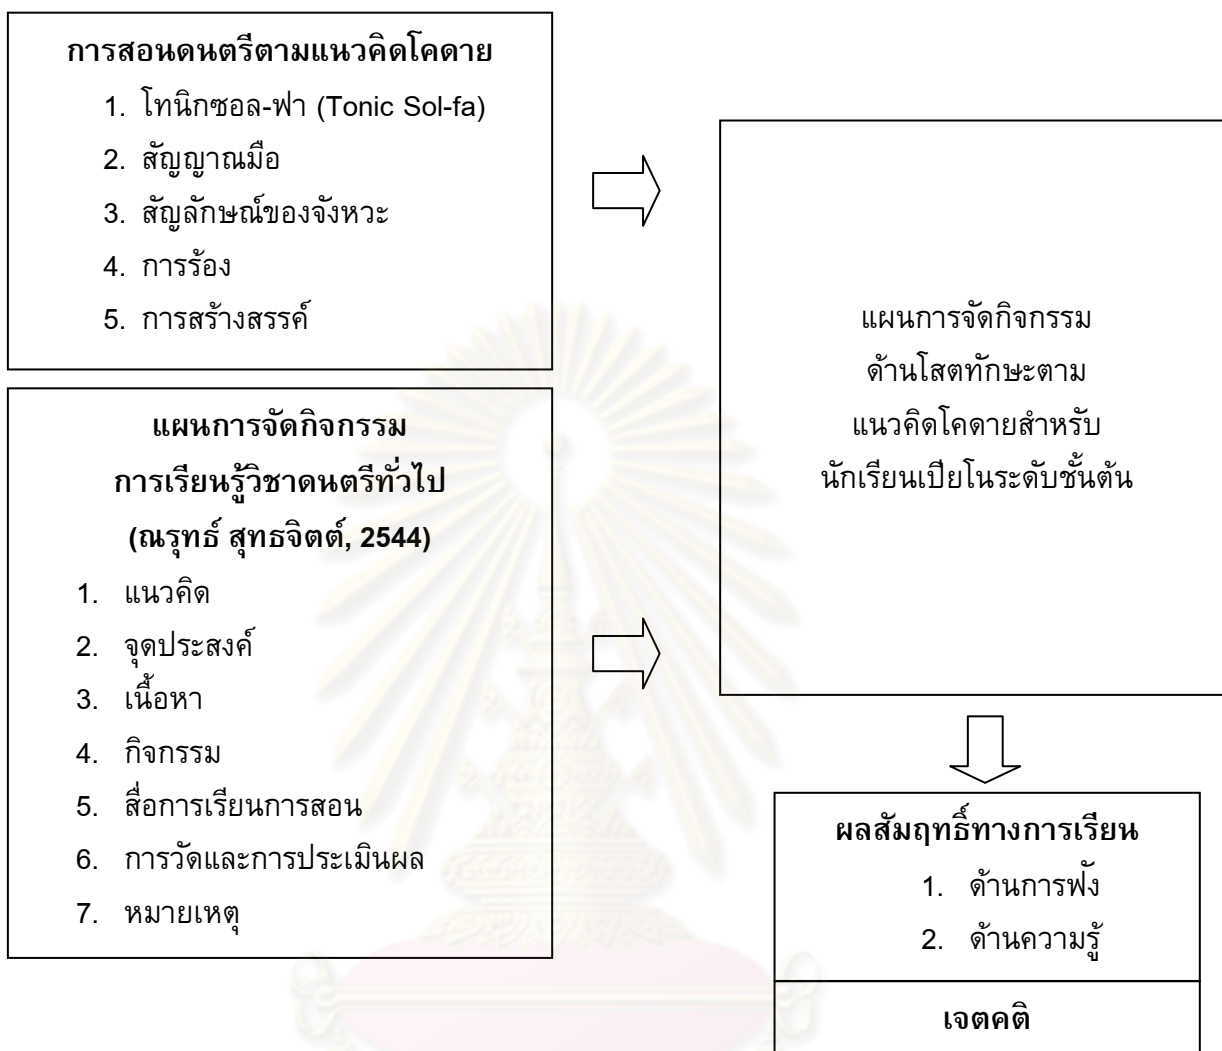 การสอนดนตรีตามแนวคิดโคดาย
1. โทนิกซอล-ฟา (Tonic Sol-fa)
2. สัญญาณมือ
3. สัญลักษณ์ของจังหวะ
4. การร้อง
5. การสร้างสรรค์
แผนการจัดกิจกรรม
การเรียนรู้วิชาดนตรีทั่วไป
(ณรุทธ์ สุทธจิตต์, 2544)
1. แนวคิด
2. จุดประสงค์
3. เนื้อหา
4. กิจกรรม
5. สื่อการเรียนการสอน
6. การวัดและการประเมินผล
7. หมายเหตุ
แผนการจัดกิจกรรม
ด้านโสตทักษะตาม
แนวคิดโคดายสำหรับ
นักเรียนเปียโนระดับชั้นต้น
ผลสัมฤทธิ์ทางการเรียน
1. ด้านการฟัง
2. ด้านความรู้
เจตคติ